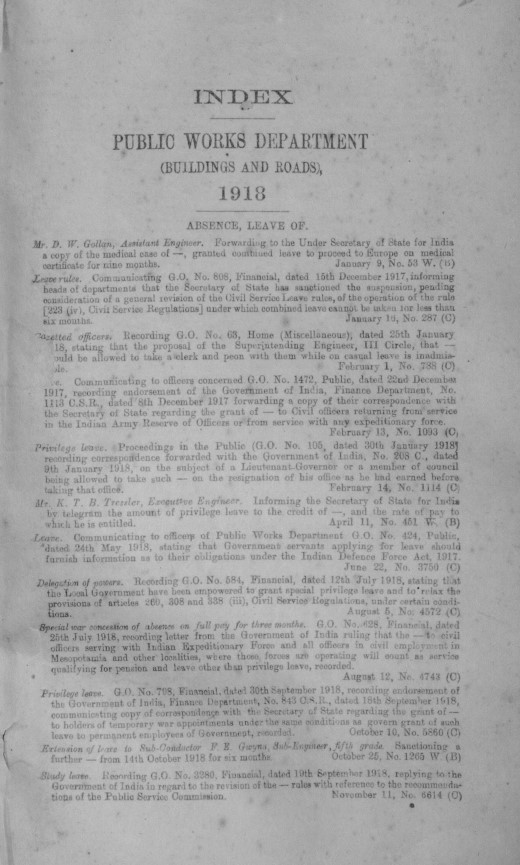 INDEX
PUBLIC WORKS DEPARTMENT
(BUILDINGS AND ROADS),
1918
ABSENCE, LEAVE OF.
Mr. D. W. Gollan, Assistant Engineer. Forwarding to the Under Secretary of State for India
a copy of the medical case of —, granted combined leave to proceed to Europe on medical
certificate for nine months. January 9, No. 53 W. (B)
Leave rules. Communicating G.O. No. 808, Financial, dated 15th December 1917, informing
heads of departments that the Secretary of State has sanctioned the suspension, pending
consideration of a general revision of the Civil Service Leave rules, of the operation of the rule
[223 (iv), Civil Service Regulations] under which combined leave cannot be taken for less than
six months. January 16, No. 287 (C)
officers. Recording G.O. No. 63, Home (Miscellaneous), dated 25th January
18, stating that the proposal of the Superintending Engineer, III Circle, that —
ould be allowed to take a clerk and peon with them while on casual leave is inadmis-
ble. February 1, No. 788 (C)
e. Communicating to officers concerned G.O. No. 1472, Public, dated 22nd December
1917, recording endorsement of the Government of India, Finance Department, No.
1113 C.S.R., dated 8th December 1917 forwarding a copy of their correspondence with
the Secretary of State regarding the grant of — to Civil officers returning from service
in the Indian Army Reserve of Officers or from service with any expeditionary force.
February 13, No. 1093 (C)
Privilege leave. Proceedings in the Public (G.O. No. 105, dated 30th January 1918)
recording correspondence forwarded with the Government of India, No. 203 C., dated
9th January 1918, on the subject of a Lieutenant-Governor or a member of council
being allowed to take such — on the resignation of his office as he had earned before
taking that office. February 14, No. 1114 (C)
Mr. K. T. B. Tressler, Executive Engineer. Informing the Secretary of State for India
by telegram the amount of privilege leave to the credit of —, and the rate of pay to
which he is entitled. April 11, No. 451 W. (B)
Leave. Communicating to officers of Public Works Department G.O. No. 424, Public,
dated 24th May 1918, stating that Government servants applying for leave should
furnish information as to their obligations under the Indian Defence Force Act, 1917.
June 22, No. 3750 (C)
Delegation of powers. Recording G.O. No. 584, Financial, dated 12th July 1918, stating that
the Local Government have been empowered to grant special privilege leave and to relax the
provisions of articles 260, 308 and 338 (iii), Civil Service Regulations, under certain condi-
tions. August 5, No. 4572 (C)
Special war concession of absence on full pay for three months. G.O. No. 628, Financial, dated
25th July 1918, recording letter from the Government of India ruling that the — to civil
officers serving with Indian Expeditionary Force and all officers in civil employment in
Mesopotamia and other localities, where those forces are operating will count as service
qualifying for pension and leave other than privilege leave, recorded.
August 12, No. 4743 (C)
Privilege leave. G.O. No. 798, Financial, dated 30th September 1918, recording endorsement of
the Government of India, Finance Department, No. 843 C.S.R., dated 16th September 1918,
communicating copy of correspondence with the Secretary of State regarding the grant of —
to holders of temporary war appointments under the same conditions as govern grant of such
leave to permanent employees of Government, recorded. October 10, No. 5860 (C)
Extension of leave to Sub-Conductor F. E. Gwyns, Sub-Engineer, fifth grade. Sanctioning a
further — from 14th October 1918 for six months. October 25, No. 1265 W. (B)
Study leave. Recording G.O. No. 3280, Financial, dated 19th September 1918, replying to the
Government of India in regard to the revision of the — rules with reference to the recommenda-
tions of the Public Service Commission. November 11, No. 6614 (C)